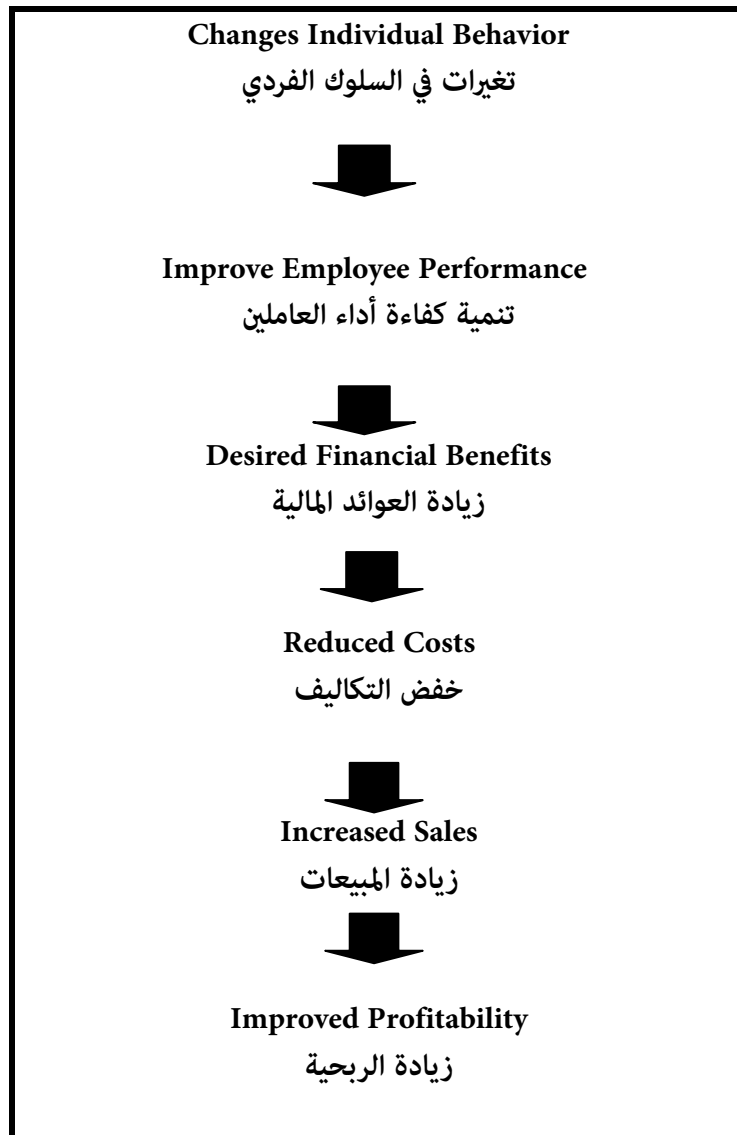 Changes Individual Behavior
تغيرات في السلوك الفردي
Improve Employee Performance
تنمية كفاءة أداء العاملين
Desired Financial Benefits
زيادة العوائد المالية
Reduced Costs
خفض التكاليف
Increased Sales
زيادة المبيعات
Improved Profitability
زيادة الربحية